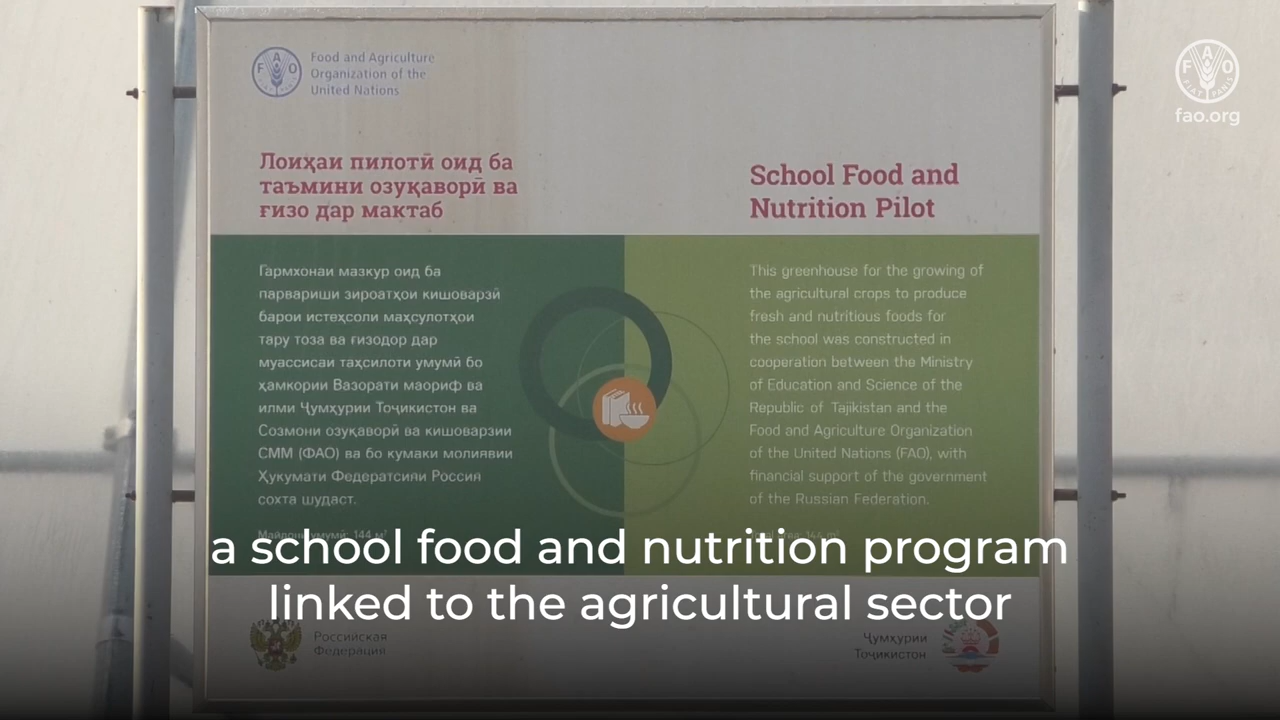 Food and Agriculture
Organization of the
United Nations
FAO
FIAT PANIS
fao.org
Лоиҳаи пилотӣ оид ба
таъмини озуқаворӣ ва
ғизо дар мактаб
School Food and
Nutrition Pilot
Гармхонаи мазкур оид ба
парвариши зироатҳои кишоварзӣ
барои истеҳсоли маҳсулотҳои
тару тоза ва ғизодор дар
муассисаи таҳсилоти умумӣ бо
ҳамкории Вазорати маориф ва
илми Ҷумҳурии Тоҷикистон ва
Созмони озуқаворӣ ва кишоварзии
СММ (ФАО) ва бо кумаки молиявии
Ҳукумати Федератсияи Россия
сохта шудаст.
Майдони умумӣ: 144 м²
This greenhouse for the growing of
the agricultural crops to produce
fresh and nutritious foods for
the school was constructed in
cooperation between the Ministry
of Education and Science of the
Republic of Tajikistan and the
Food and Agriculture Organization
of the United Nations (FAO), with
financial support of the government
of the Russian Federation.
a school food and nutrition program
linked to the agricultural sector
Российская
Федерация
Ҷумҳурии
Тоҷикистон